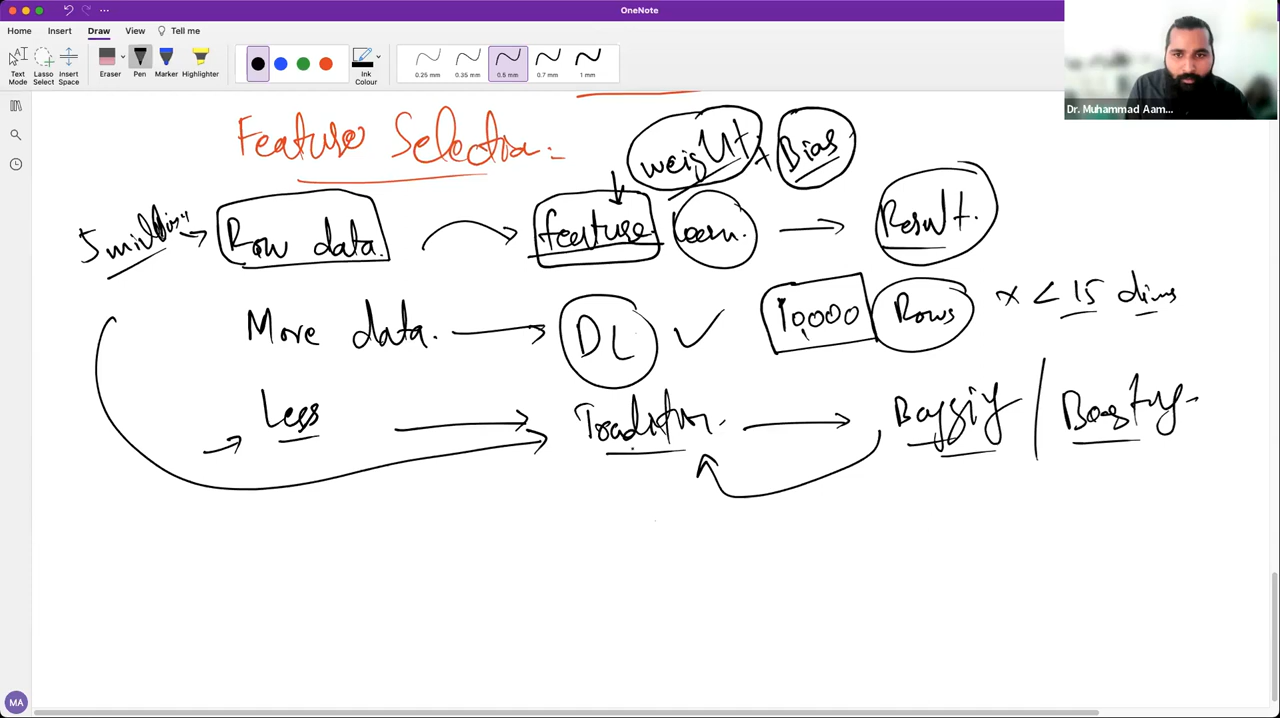 OneNote
Home Insert Draw View Tell me
Text Mode
Lasso Select
Insert Space
Eraser
Pen
Marker
Highlighter
Ink Colour
0.25 mm
0.35 mm
0.5 mm
0.7 mm
1 mm
Dr. Muhammad Aam...
Feature Selection
weight + Bias
5 million Raw data. feature learn. Result.
More data. DL 10,000 Rows x < 15 dims
Less Tradition. Bagging / Boosting
MA